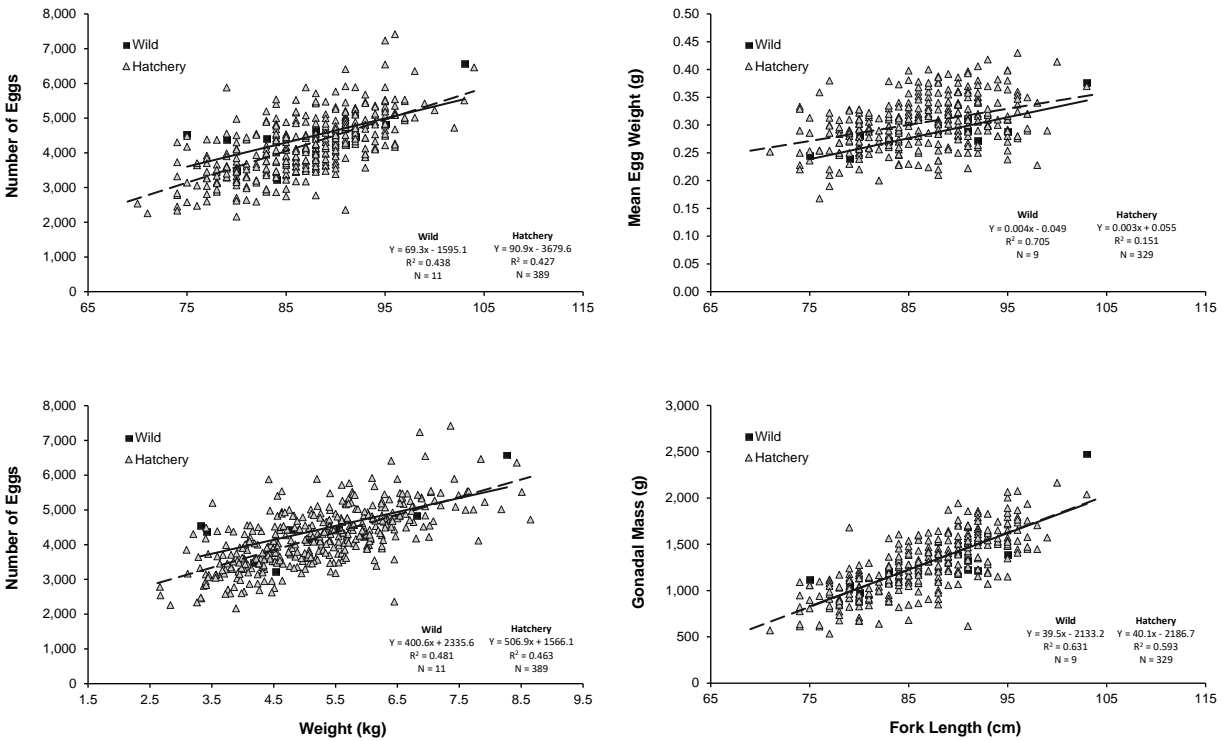 Number of Eggs
8,000
7,000
6,000
5,000
4,000
3,000
2,000
1,000
0
65 75 85 95 105 115
Wild
Hatchery
Wild Hatchery
Y = 69.3x - 1595.1 Y = 90.9x - 3679.6
R² = 0.438 R² = 0.427
N = 11 N = 389
Mean Egg Weight (g)
0.50
0.45
0.40
0.35
0.30
0.25
0.20
0.15
0.10
0.05
0.00
65 75 85 95 105 115
Wild
Hatchery
Wild Hatchery
Y = 0.004x - 0.049 Y = 0.003x + 0.055
R² = 0.705 R² = 0.151
N = 9 N = 329
Number of Eggs
8,000
7,000
6,000
5,000
4,000
3,000
2,000
1,000
0
1.5 2.5 3.5 4.5 5.5 6.5 7.5 8.5 9.5
Weight (kg)
Wild
Hatchery
Wild Hatchery
Y = 400.6x + 2335.6 Y = 506.9x + 1566.1
R² = 0.481 R² = 0.463
N = 11 N = 389
Gonadal Mass (g)
3,000
2,500
2,000
1,500
1,000
500
0
65 75 85 95 105 115
Fork Length (cm)
Wild
Hatchery
Wild Hatchery
Y = 39.5x - 2133.2 Y = 40.1x - 2186.7
R² = 0.631 R² = 0.593
N = 9 N = 329